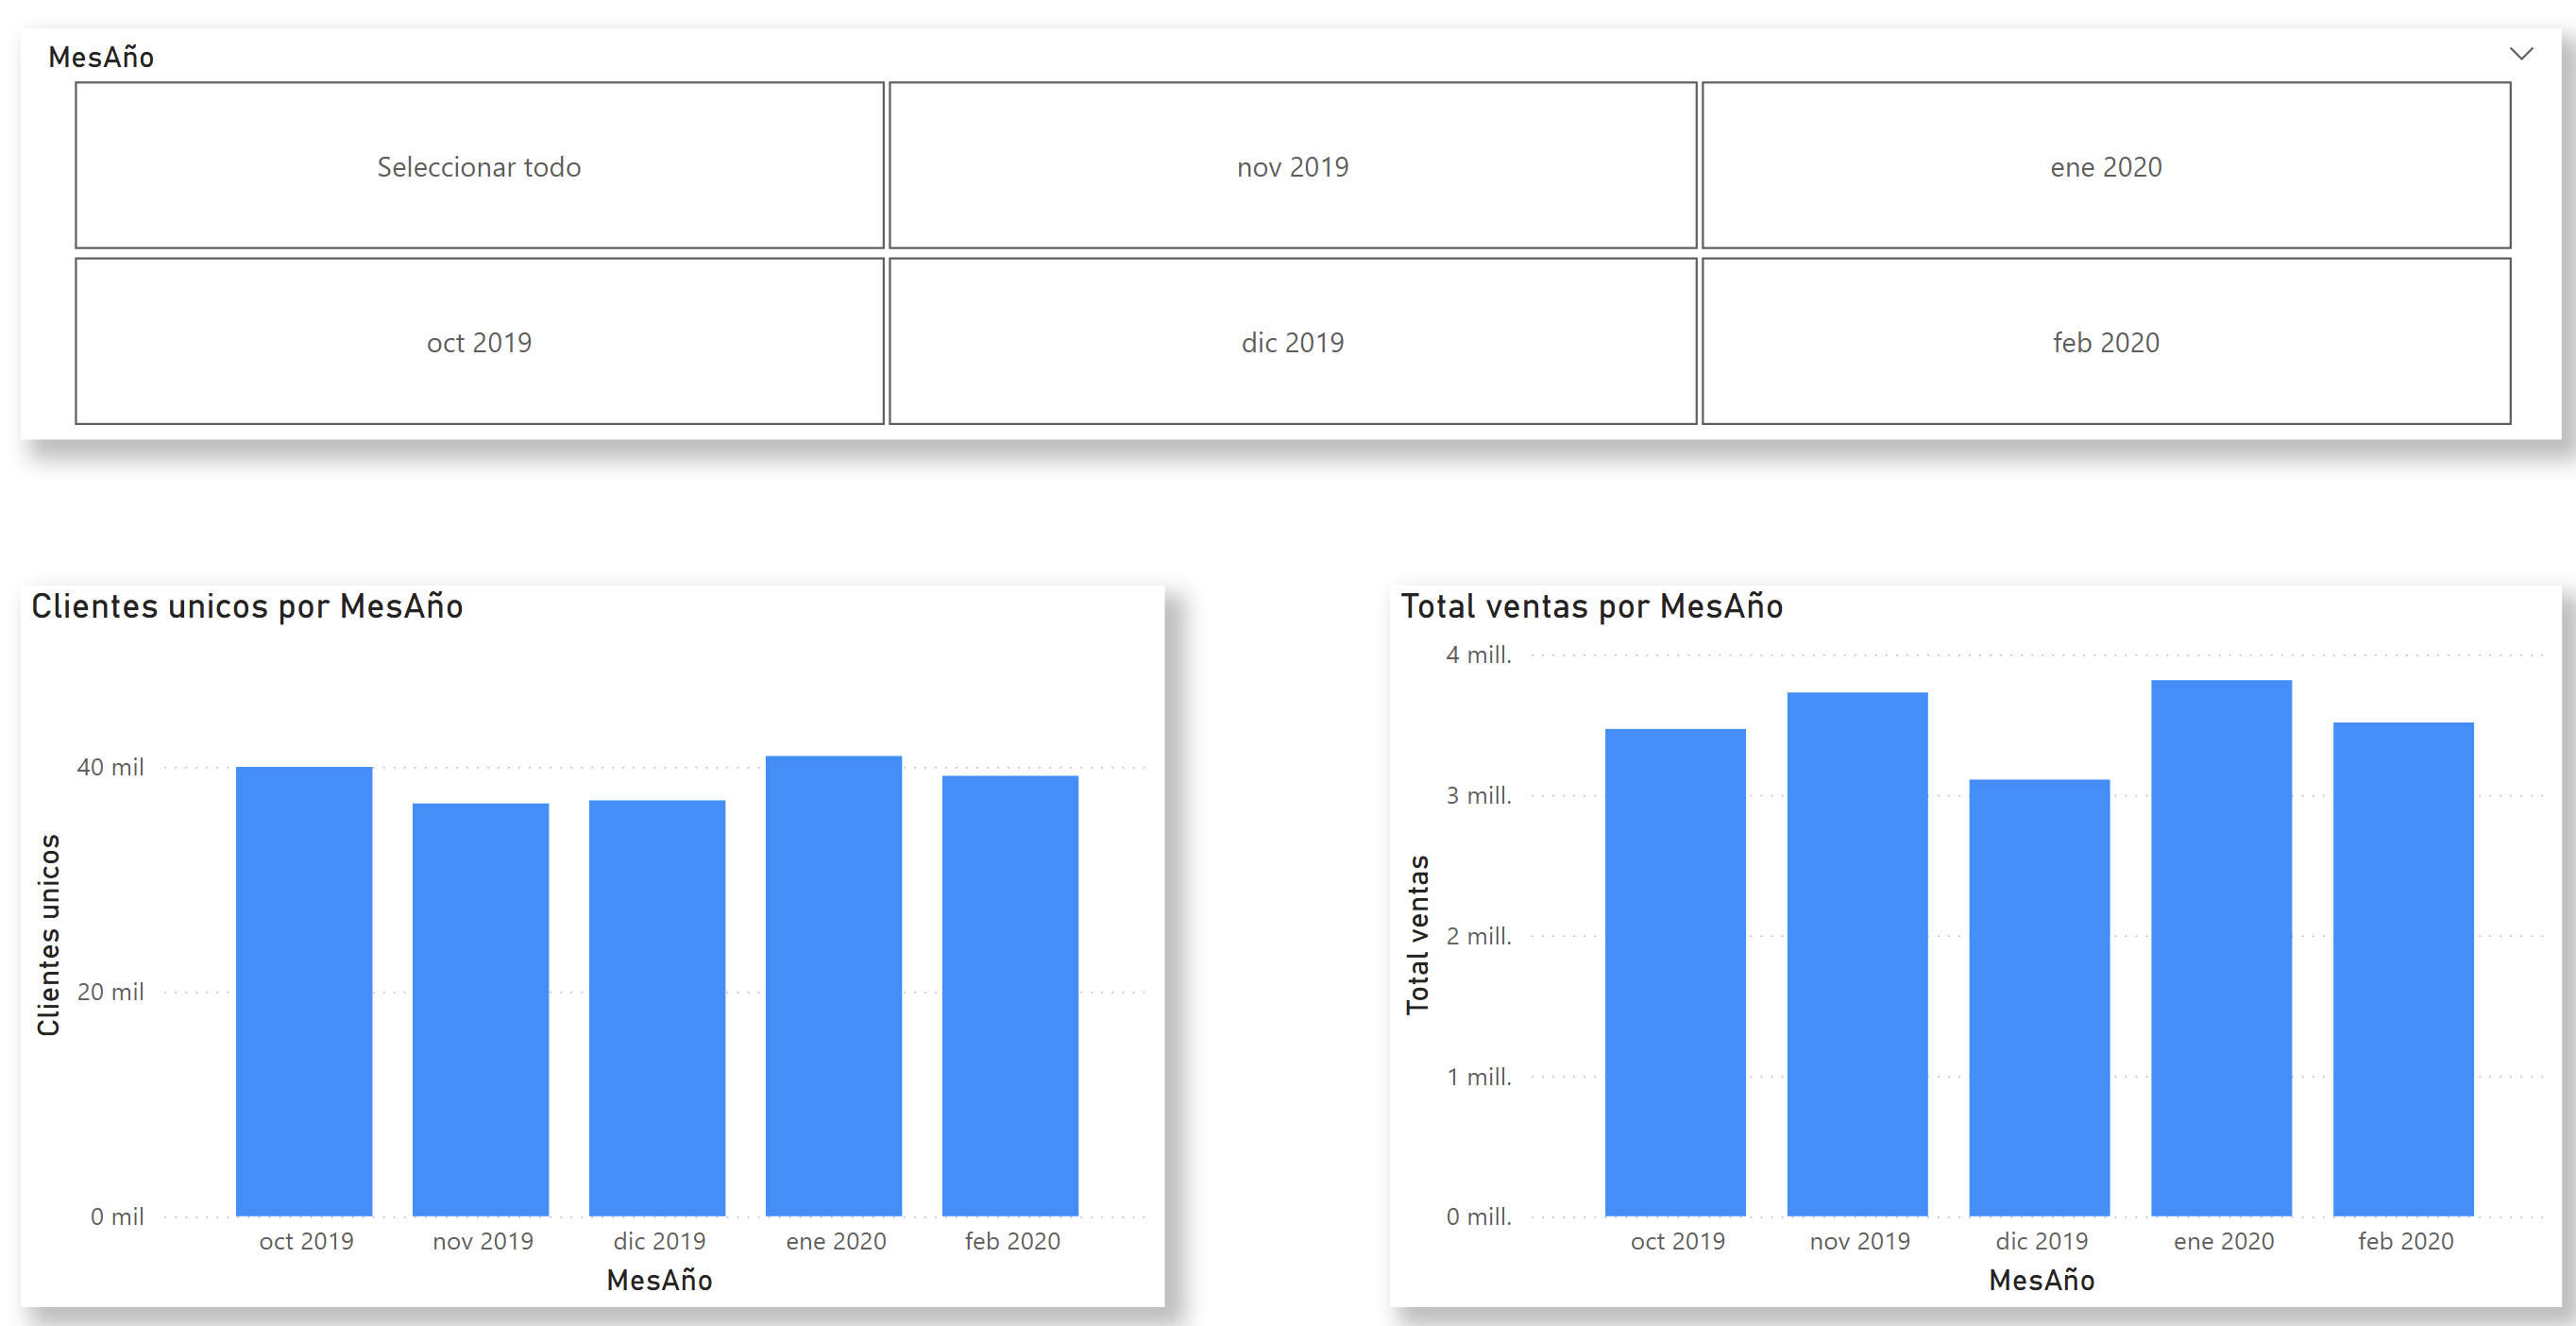 MesAño
Seleccionar todo
nov 2019
ene 2020
oct 2019
dic 2019
feb 2020
Clientes unicos por MesAño
Clientes unicos
40 mil
20 mil
0 mil
oct 2019
nov 2019
dic 2019
ene 2020
feb 2020
MesAño
Total ventas por MesAño
Total ventas
4 mill.
3 mill.
2 mill.
1 mill.
0 mill.
oct 2019
nov 2019
dic 2019
ene 2020
feb 2020
MesAño